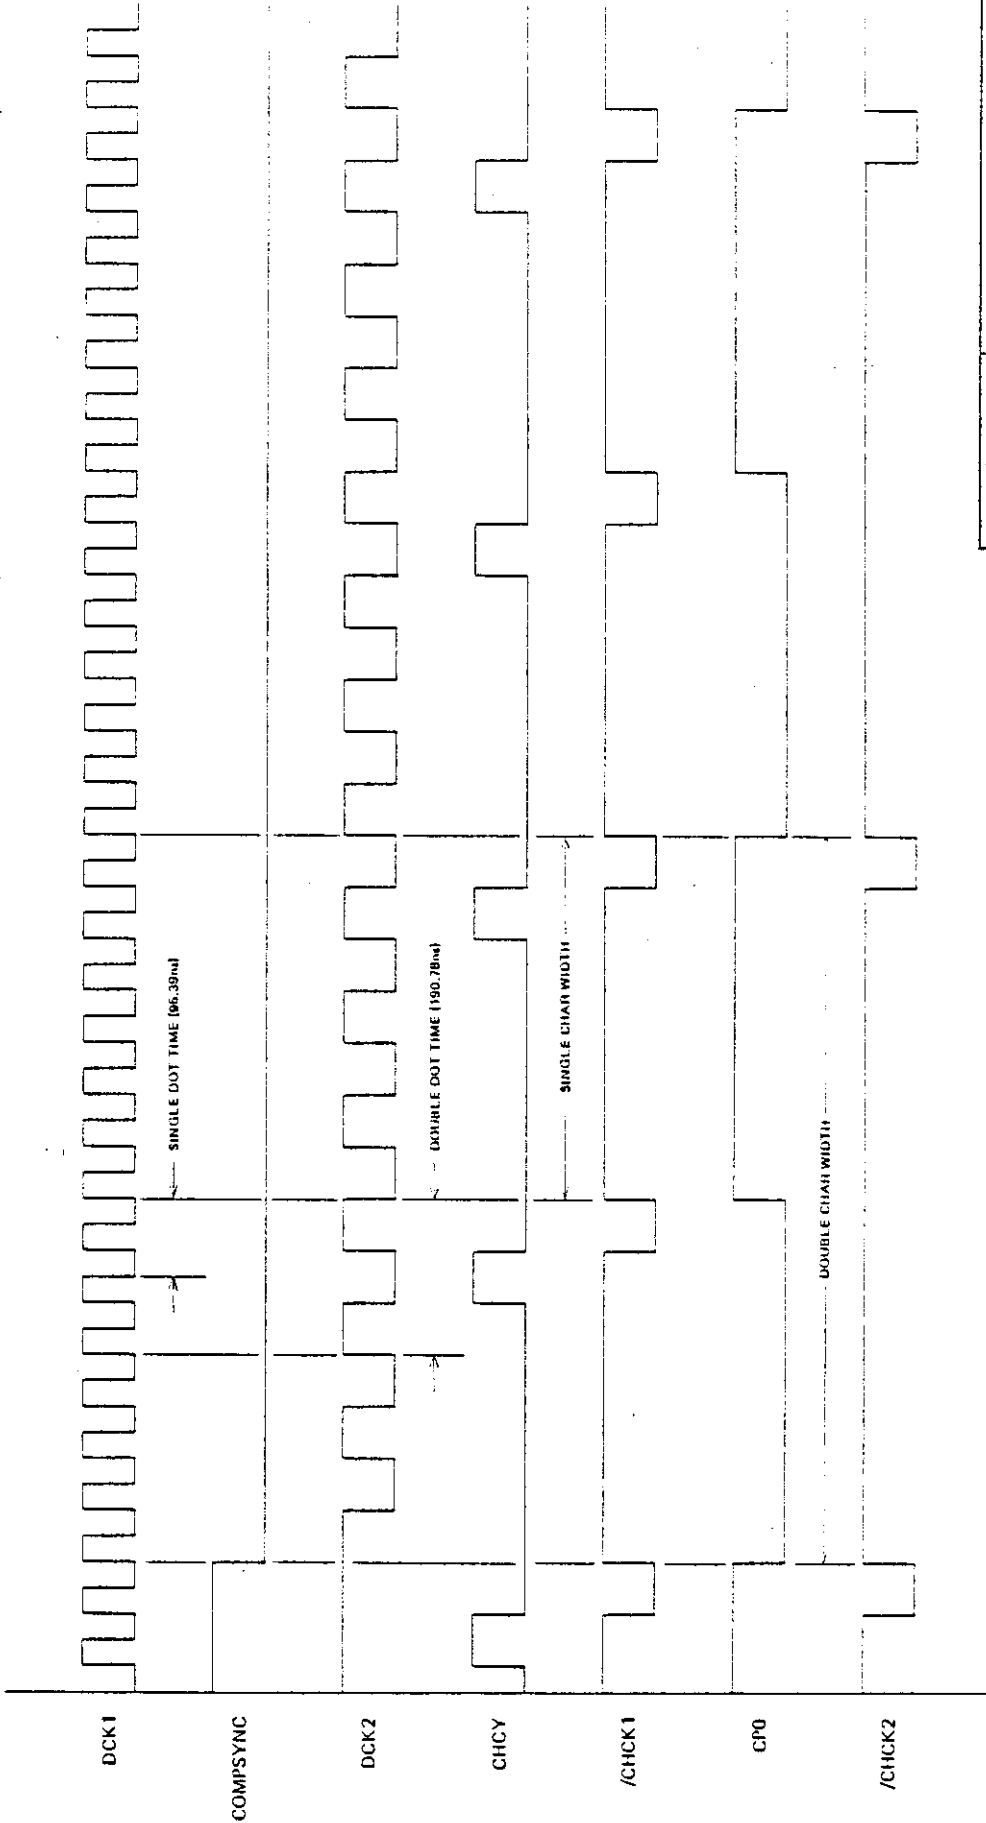 DCK1
SINGLE DOT TIME (95.39ns)
COMPSYNC
DCK2
DOUBLE DOT TIME (190.78ns)
CHCY
SINGLE CHAR WIDTH
/CHCK1
CP0
DOUBLE CHAR WIDTH
/CHCK2